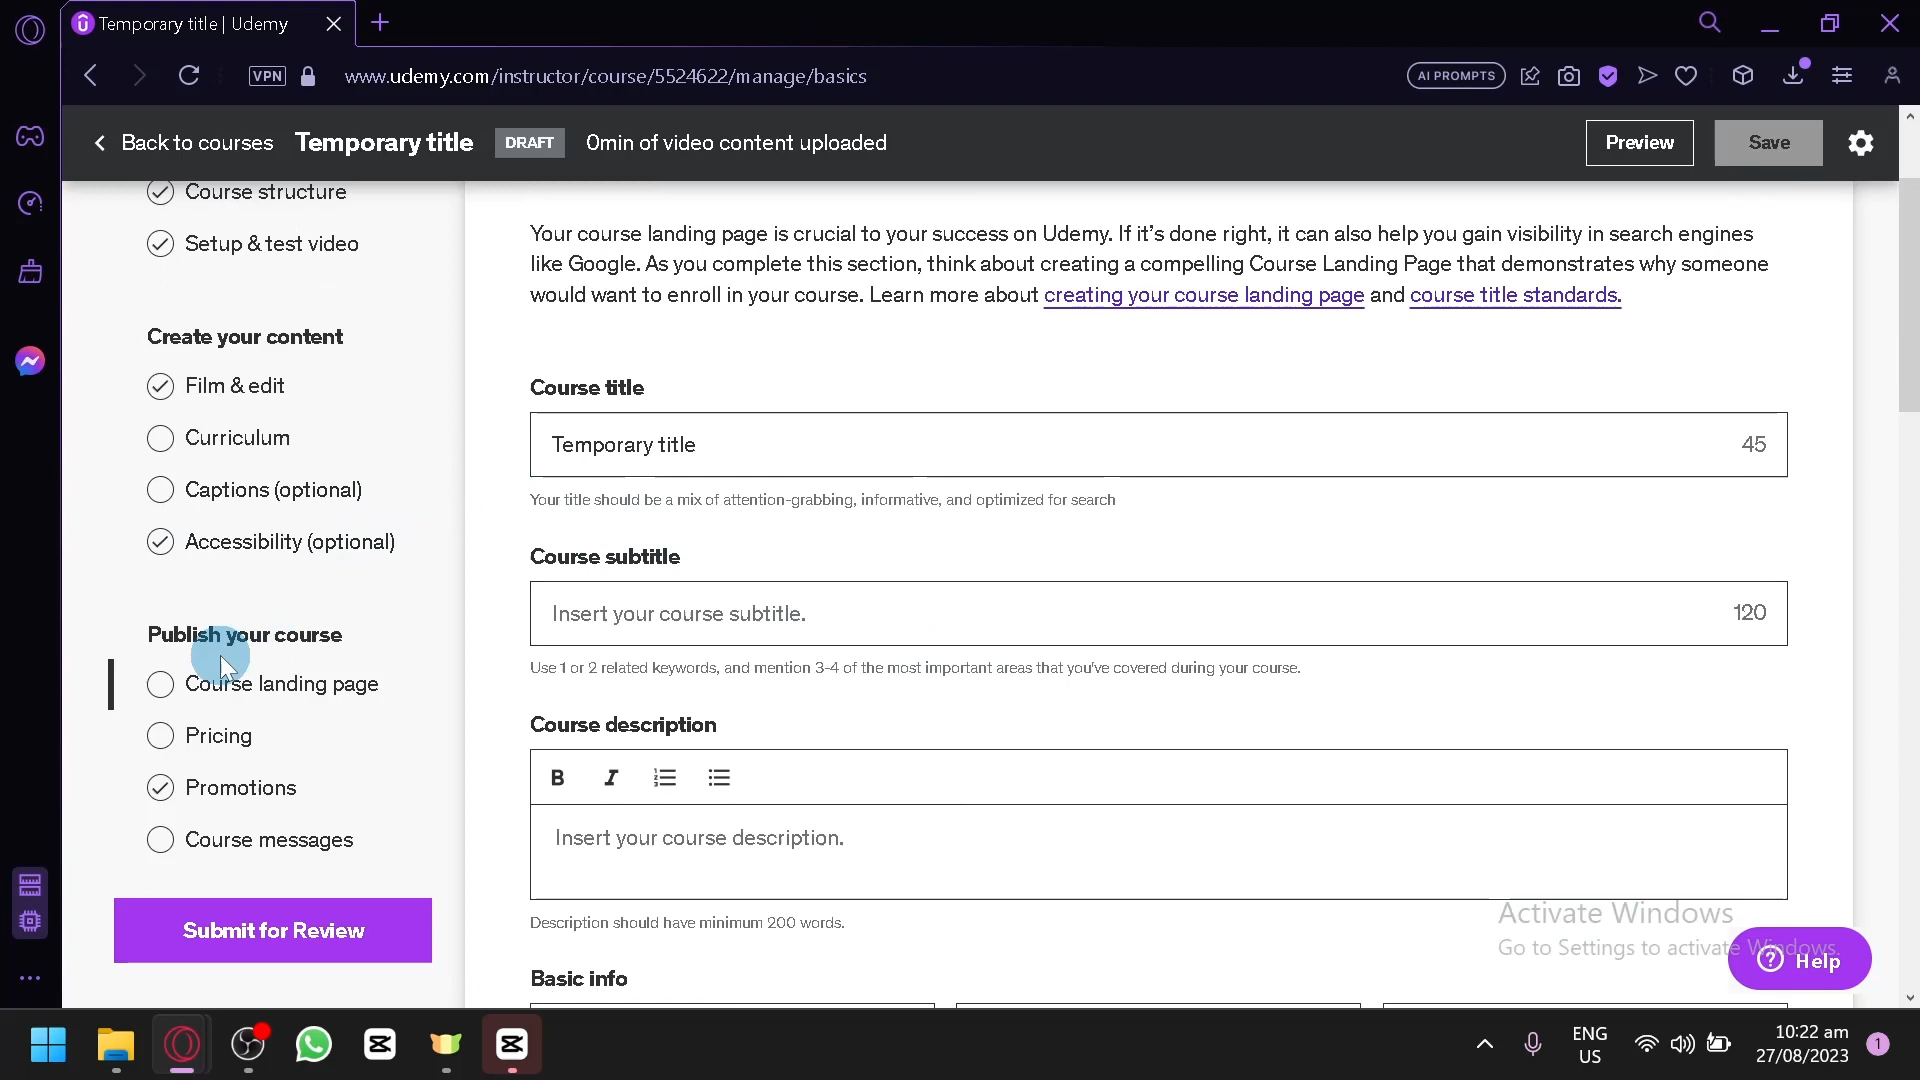 Temporary title | Udemy
VPN
www.udemy.com/instructor/course/5524622/manage/basics
AI PROMPTS
Back to courses
Temporary title
DRAFT
0min of video content uploaded
Preview
Save
Course structure
Setup & test video
Create your content
Film & edit
Curriculum
Captions (optional)
Accessibility (optional)
Publish your course
Course landing page
Pricing
Promotions
Course messages
Submit for Review
Your course landing page is crucial to your success on Udemy. If it's done right, it can also help you gain visibility in search engines
like Google. As you complete this section, think about creating a compelling Course Landing Page that demonstrates why someone
would want to enroll in your course. Learn more about creating your course landing page and course title standards.
Course title
Temporary title
45
Your title should be a mix of attention-grabbing, informative, and optimized for search
Course subtitle
Insert your course subtitle.
120
Use 1 or 2 related keywords, and mention 3-4 of the most important areas that you've covered during your course.
Course description
B I
Insert your course description.
Description should have minimum 200 words.
Basic info
Activate Windows
Go to Settings to activate Windows.
Help
ENG
US
10:22 am
27/08/2023
1